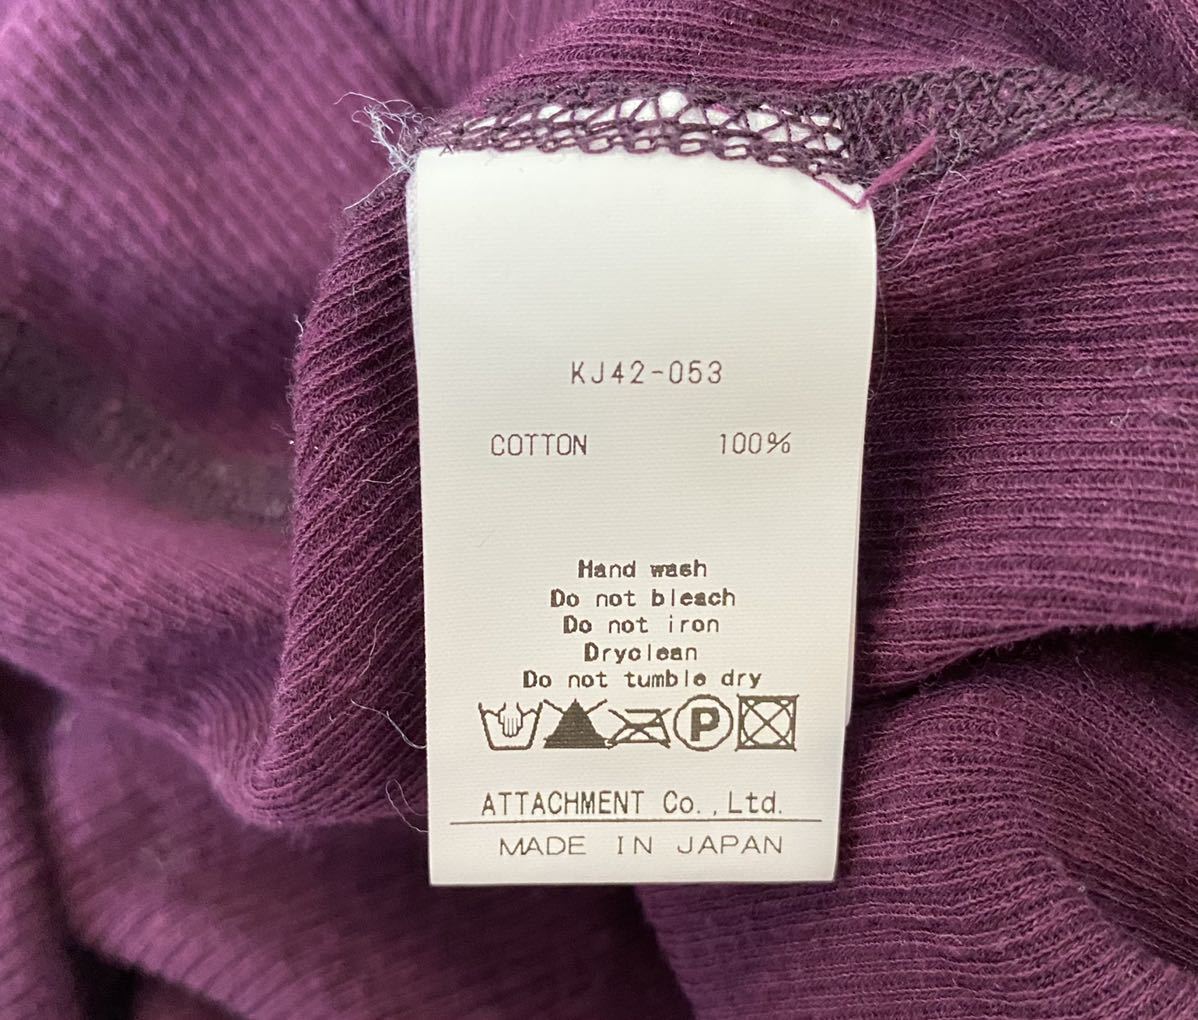 KJ42-053
COTTON 100%
Hand wash
Do not bleach
Do not iron
Dryclean
Do not tumble dry
P
ATTACHMENT Co.,Ltd.
MADE IN JAPAN